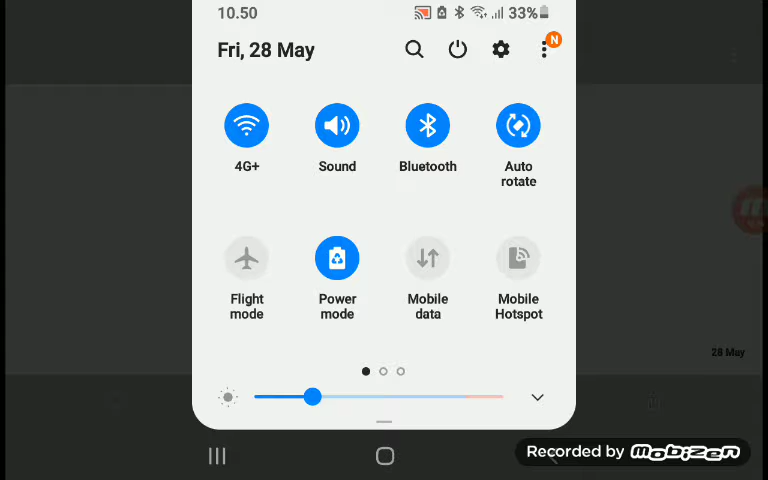 10.50 33%
Fri, 28 May
N
4G+ Sound Bluetooth Auto rotate
Flight mode Power mode Mobile data Mobile Hotspot
28 May
Recorded by MOBIZEN